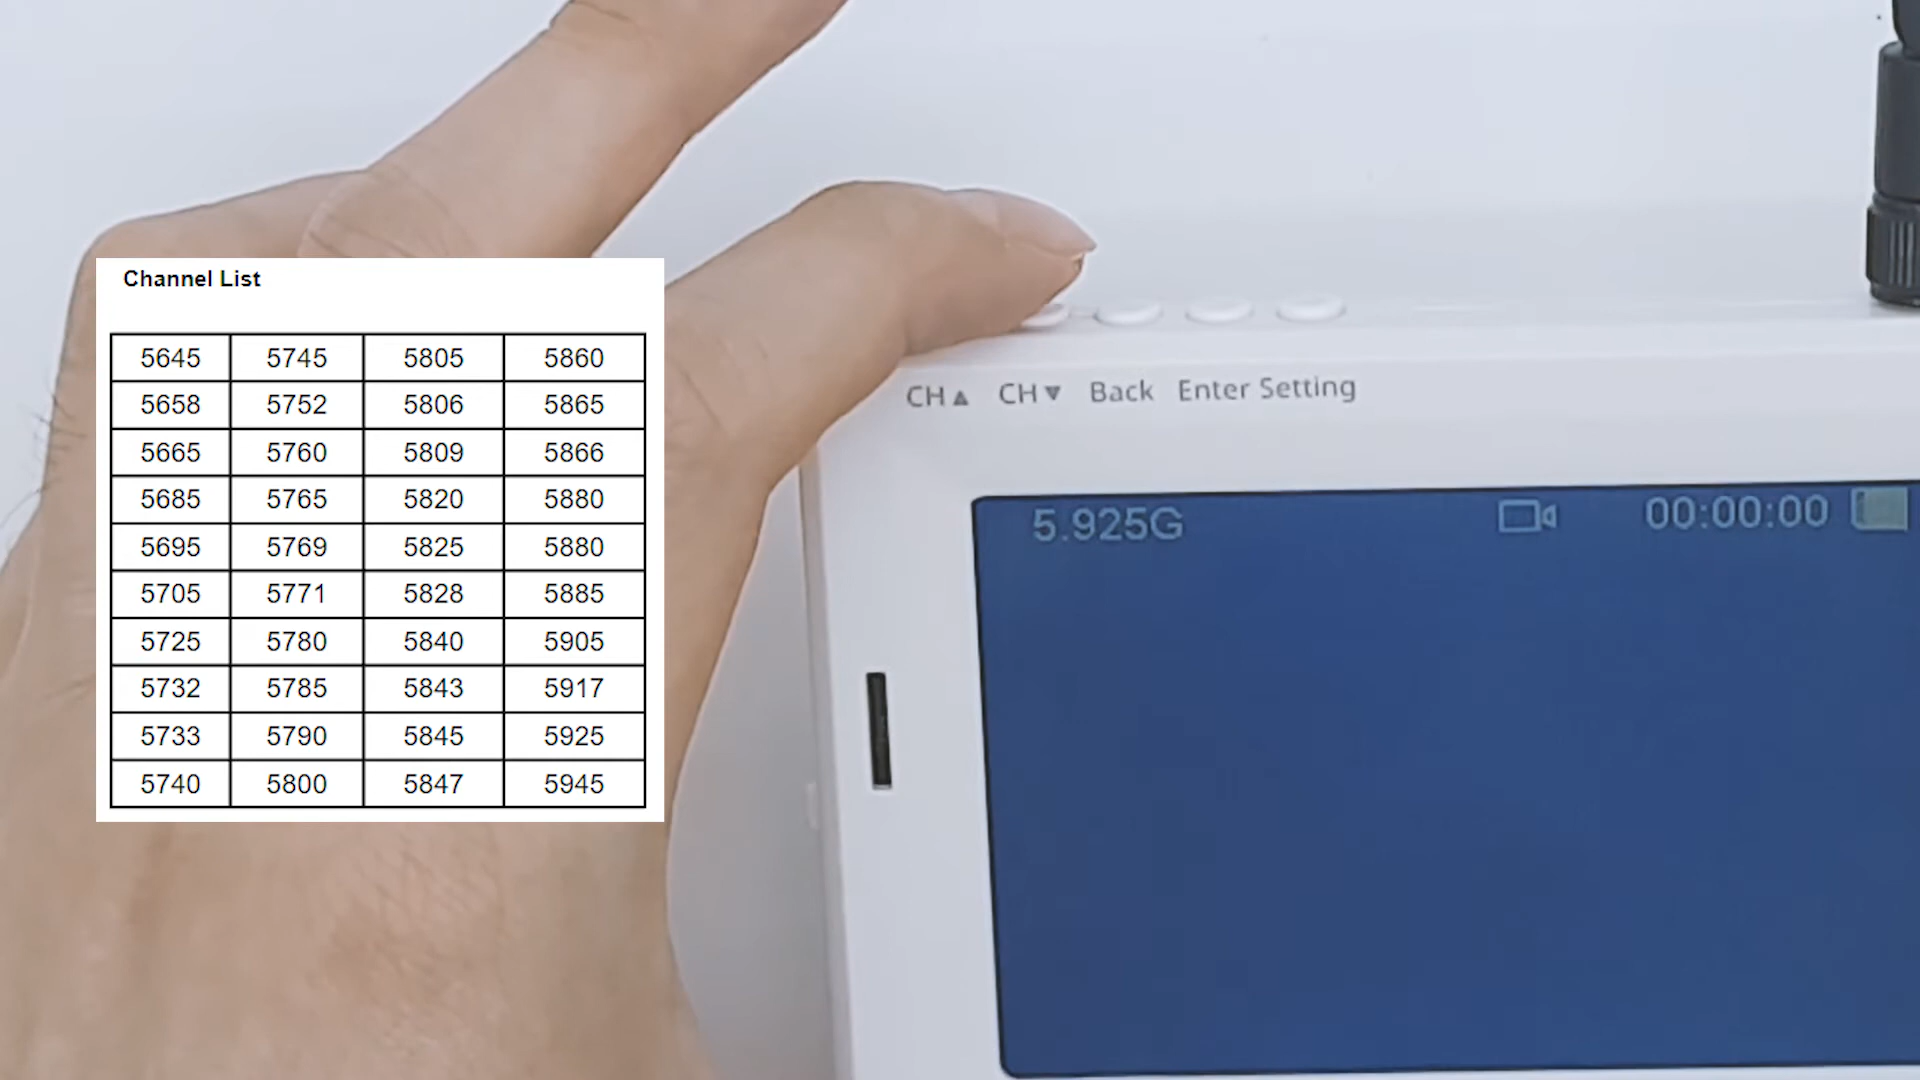 Channel List
5645 5745 5805 5860
5658 5752 5806 5865
5665 5760 5809 5866
5685 5765 5820 5880
5695 5769 5825 5880
5705 5771 5828 5885
5725 5780 5840 5905
5732 5785 5843 5917
5733 5790 5845 5925
5740 5800 5847 5945
CH▲ CH▼ Back Enter Setting
5.925G 00:00:00